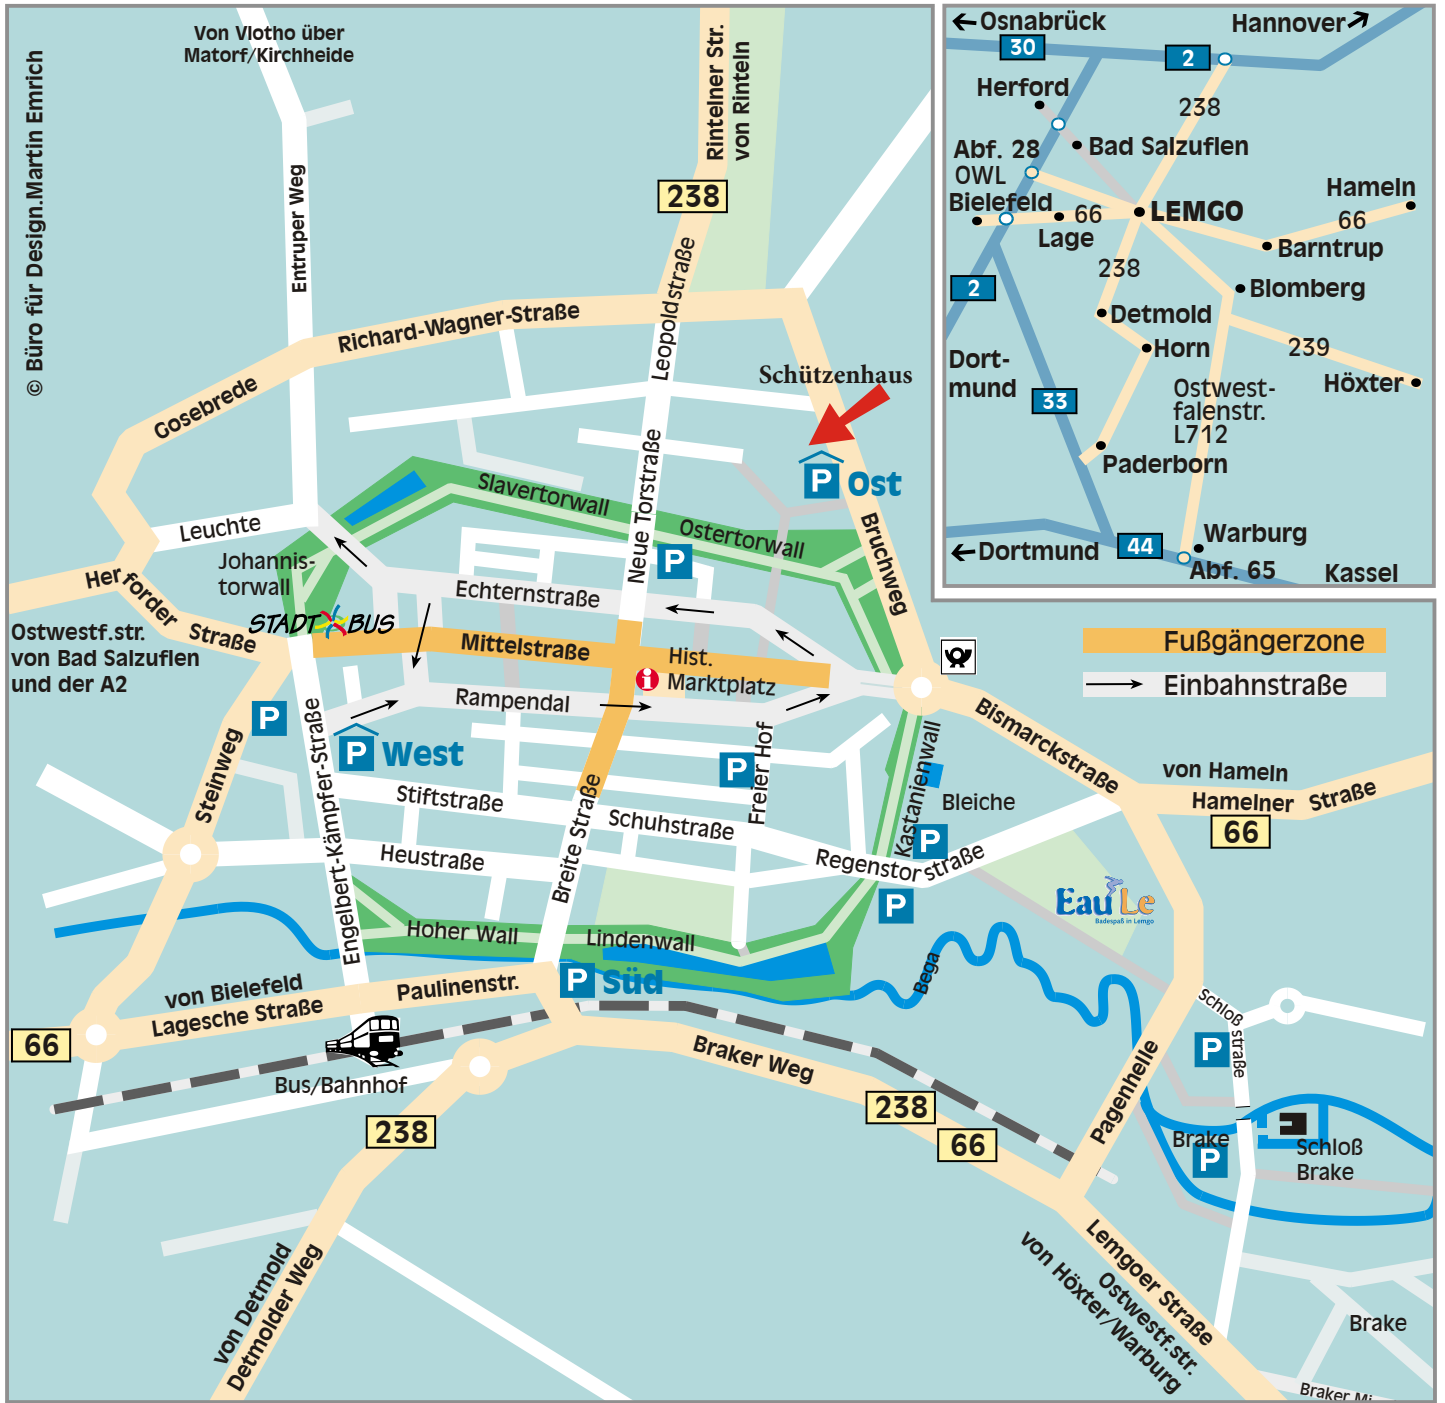 Von Vlotho über
Matorf/Kirchheide
© Büro für Design.Martin Emrich
Entruper Weg
Rintelner Str.
von Rinteln
238
Leopoldstraße
Richard-Wagner-Straße
Gosebrede
Schützenhaus
P Ost
Bruchweg
Neue Torstraße
Slavertorwall
Ostertorwall
P
Leuchte
Johannis-
torwall
Herforder Straße
STADT BUS
Ostwestf.str.
von Bad Salzuflen
und der A2
Echternstraße
Mittelstraße
Hist.
Marktplatz
i
Rampendal
P
P West
Steinweg
Engelbert-Kämpfer-Straße
Stiftstraße
Heustraße
Breite Straße
Schuhstraße
P
Freier Hof
Kastanienwall
Bleiche
P
Regenstorstraße
P
Hoher Wall
Lindenwall
P Süd
Bismarckstraße
von Hameln
Hamelner Straße
66
Eau Le
Badespaß in Lemgo
Bega
von Bielefeld
Lagesche Straße
Paulinenstr.
66
Bus/Bahnhof
238
von Detmold
Detmolder Weg
Braker Weg
238
66
Pagenhelle
Schloßstraße
P
Brake
P
Schloß
Brake
Lemgoer Straße
Ostwestf.str.
von Höxter/Warburg
Brake
Fußgängerzone
Einbahnstraße
Osnabrück
Hannover
30
2
Herford
238
Abf. 28
OWL
Bad Salzuflen
Bielefeld
66
Lage
LEMGO
Hameln
66
Barntrup
238
2
Blomberg
Detmold
Horn
239
Dort-
mund
33
Höxter
Ostwest-
falenstr.
L712
Paderborn
Dortmund
44
Warburg
Abf. 65
Kassel